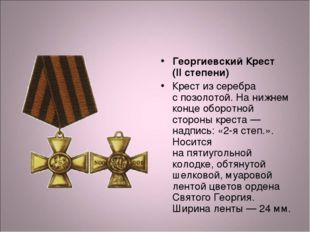 Георгиевский Крест
(II степени)
Крест из серебра
с позолотой. На нижнем
конце оборотной
стороны креста —
надпись: «2-я степ.».
Носится
на пятиугольной
колодке, обтянутой
шелковой, муаровой
лентой цветов ордена
Святого Георгия.
Ширина ленты — 24 мм.